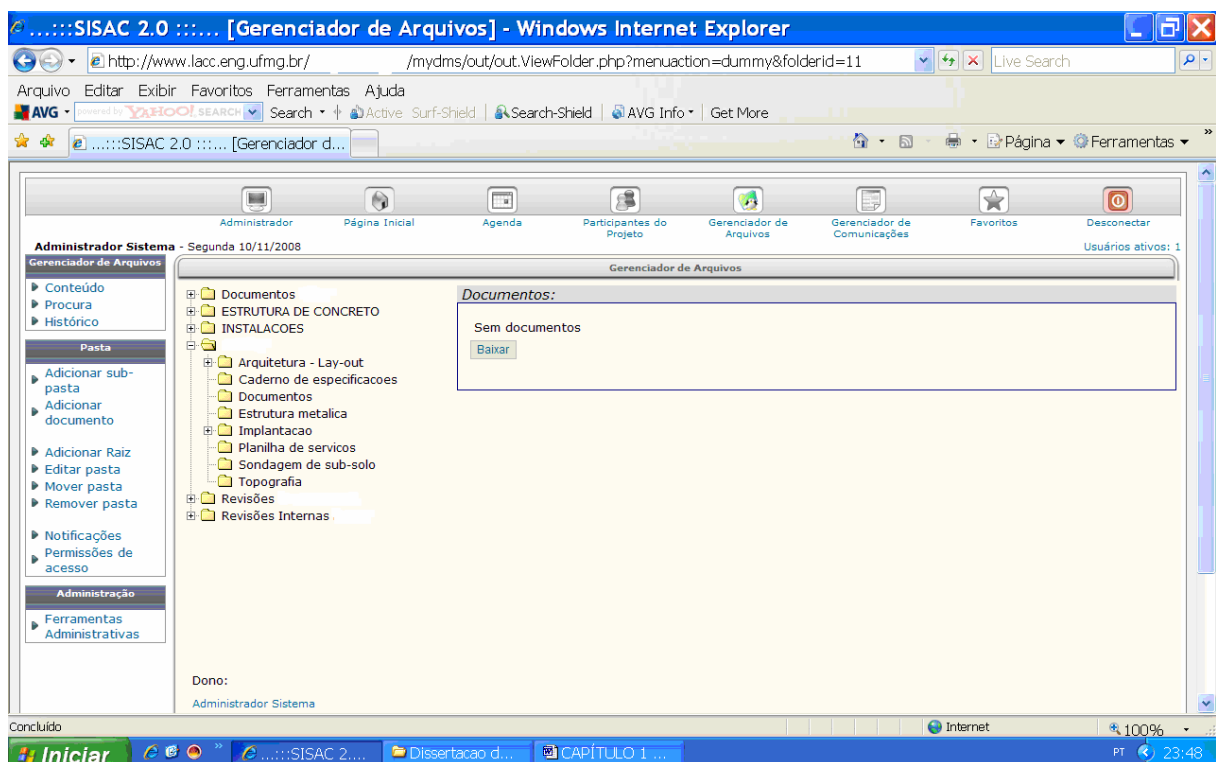 ...:::SISAC 2.0 :::... [Gerenciador de Arquivos] - Windows Internet Explorer
http://www.lacc.eng.ufmg.br/ /mydms/out/out.ViewFolder.php?menuaction=dummy&folderid=11
Live Search
Arquivo Editar Exibir Favoritos Ferramentas Ajuda
AVG powered by YAHOO! SEARCH Search Active Surf-Shield Search-Shield AVG Info Get More
...:::SISAC 2.0 :::... [Gerenciador d... Página Ferramentas »
Administrador
Página Inicial
Agenda
Participantes do
Projeto
Gerenciador de
Arquivos
Gerenciador de
Comunicações
Favoritos
Desconectar
Administrador Sistema - Segunda 10/11/2008
Usuários ativos: 1
Gerenciador de Arquivos
Conteúdo
Procura
Histórico
Pasta
Adicionar sub-
pasta
Adicionar
documento
Adicionar Raiz
Editar pasta
Mover pasta
Remover pasta
Notificações
Permissões de
acesso
Administração
Ferramentas
Administrativas
Gerenciador de Arquivos
Documentos
ESTRUTURA DE CONCRETO
INSTALACOES
Arquitetura - Lay-out
Caderno de especificacoes
Documentos
Estrutura metalica
Implantacao
Planilha de servicos
Sondagem de sub-solo
Topografia
Revisões
Revisões Internas
Documentos:
Sem documentos
Baixar
Dono:
Administrador Sistema
Concluído
Internet
100%
Iniciar » ...:::SISAC 2.... Dissertacao d... CAPÍTULO 1 ... PT 23:48